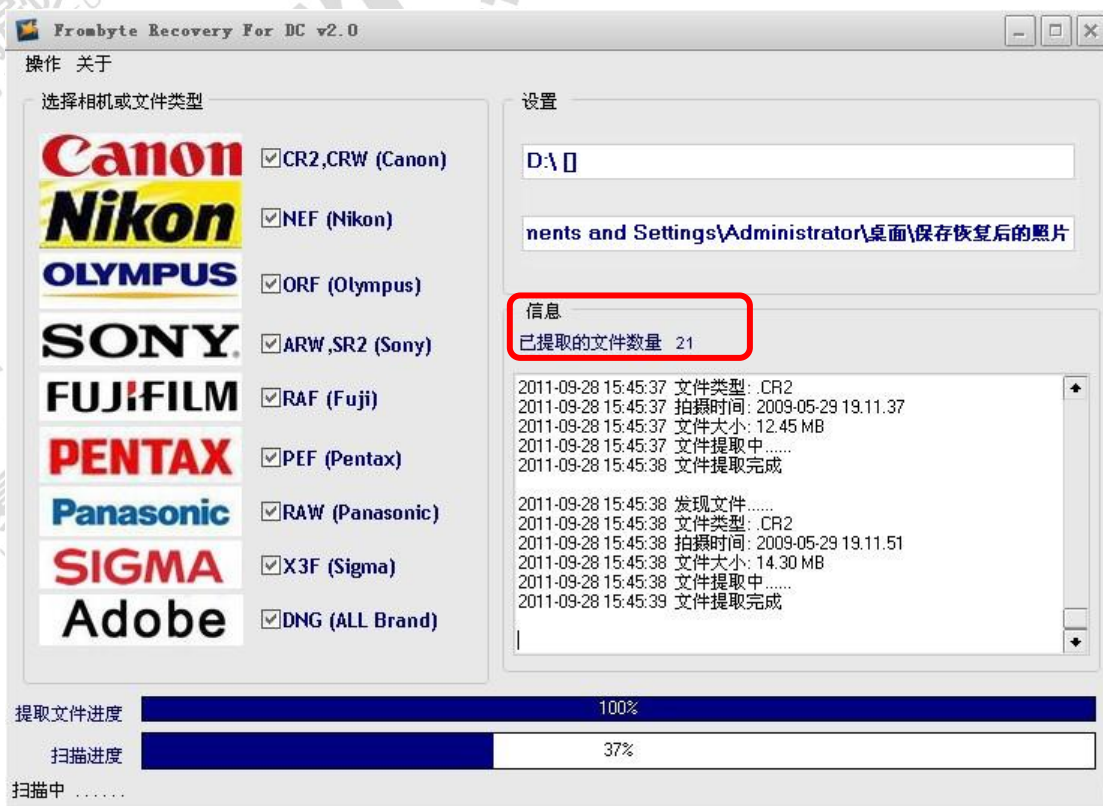 Frombyte Recovery For DC v2.0
操作 关于
选择相机或文件类型
Canon
CR2,CRW (Canon)
Nikon
NEF (Nikon)
OLYMPUS
ORF (Olympus)
SONY
ARW,SR2 (Sony)
FUJIFILM
RAF (Fuji)
PENTAX
PEF (Pentax)
Panasonic
RAW (Panasonic)
SIGMA
X3F (Sigma)
Adobe
DNG (ALL Brand)
设置
D:\ []
nents and Settings\Administrator\桌面\保存恢复后的照片
信息
已提取的文件数量 21
2011-09-28 15:45:37 文件类型: .CR2
2011-09-28 15:45:37 拍摄时间: 2009-05-29 19.11.37
2011-09-28 15:45:37 文件大小: 12.45 MB
2011-09-28 15:45:37 文件提取中......
2011-09-28 15:45:38 文件提取完成
2011-09-28 15:45:38 发现文件......
2011-09-28 15:45:38 文件类型: .CR2
2011-09-28 15:45:38 拍摄时间: 2009-05-29 19.11.51
2011-09-28 15:45:38 文件大小: 14.30 MB
2011-09-28 15:45:38 文件提取中......
2011-09-28 15:45:39 文件提取完成
提取文件进度 100%
扫描进度 37%
扫描中 ......